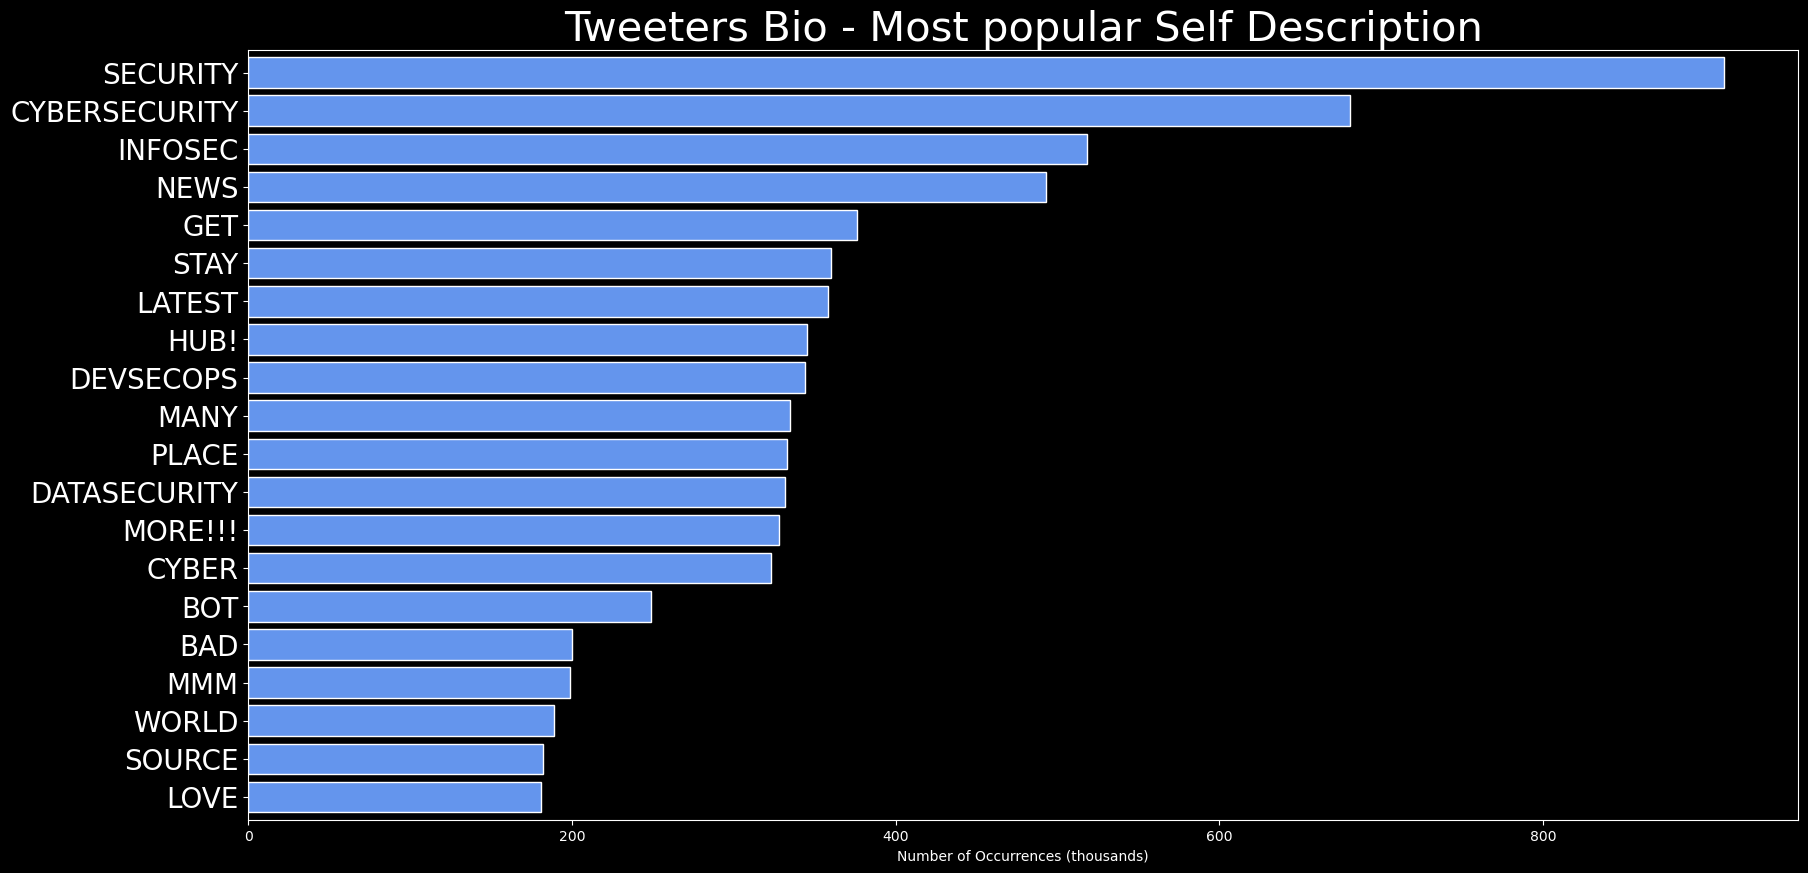 Tweeters Bio - Most popular Self Description
SECURITY
CYBERSECURITY
INFOSEC
NEWS
GET
STAY
LATEST
HUB!
DEVSECOPS
MANY
PLACE
DATASECURITY
MORE!!!
CYBER
BOT
BAD
MMM
WORLD
SOURCE
LOVE
0 200 400 600 800
Number of Occurrences (thousands)